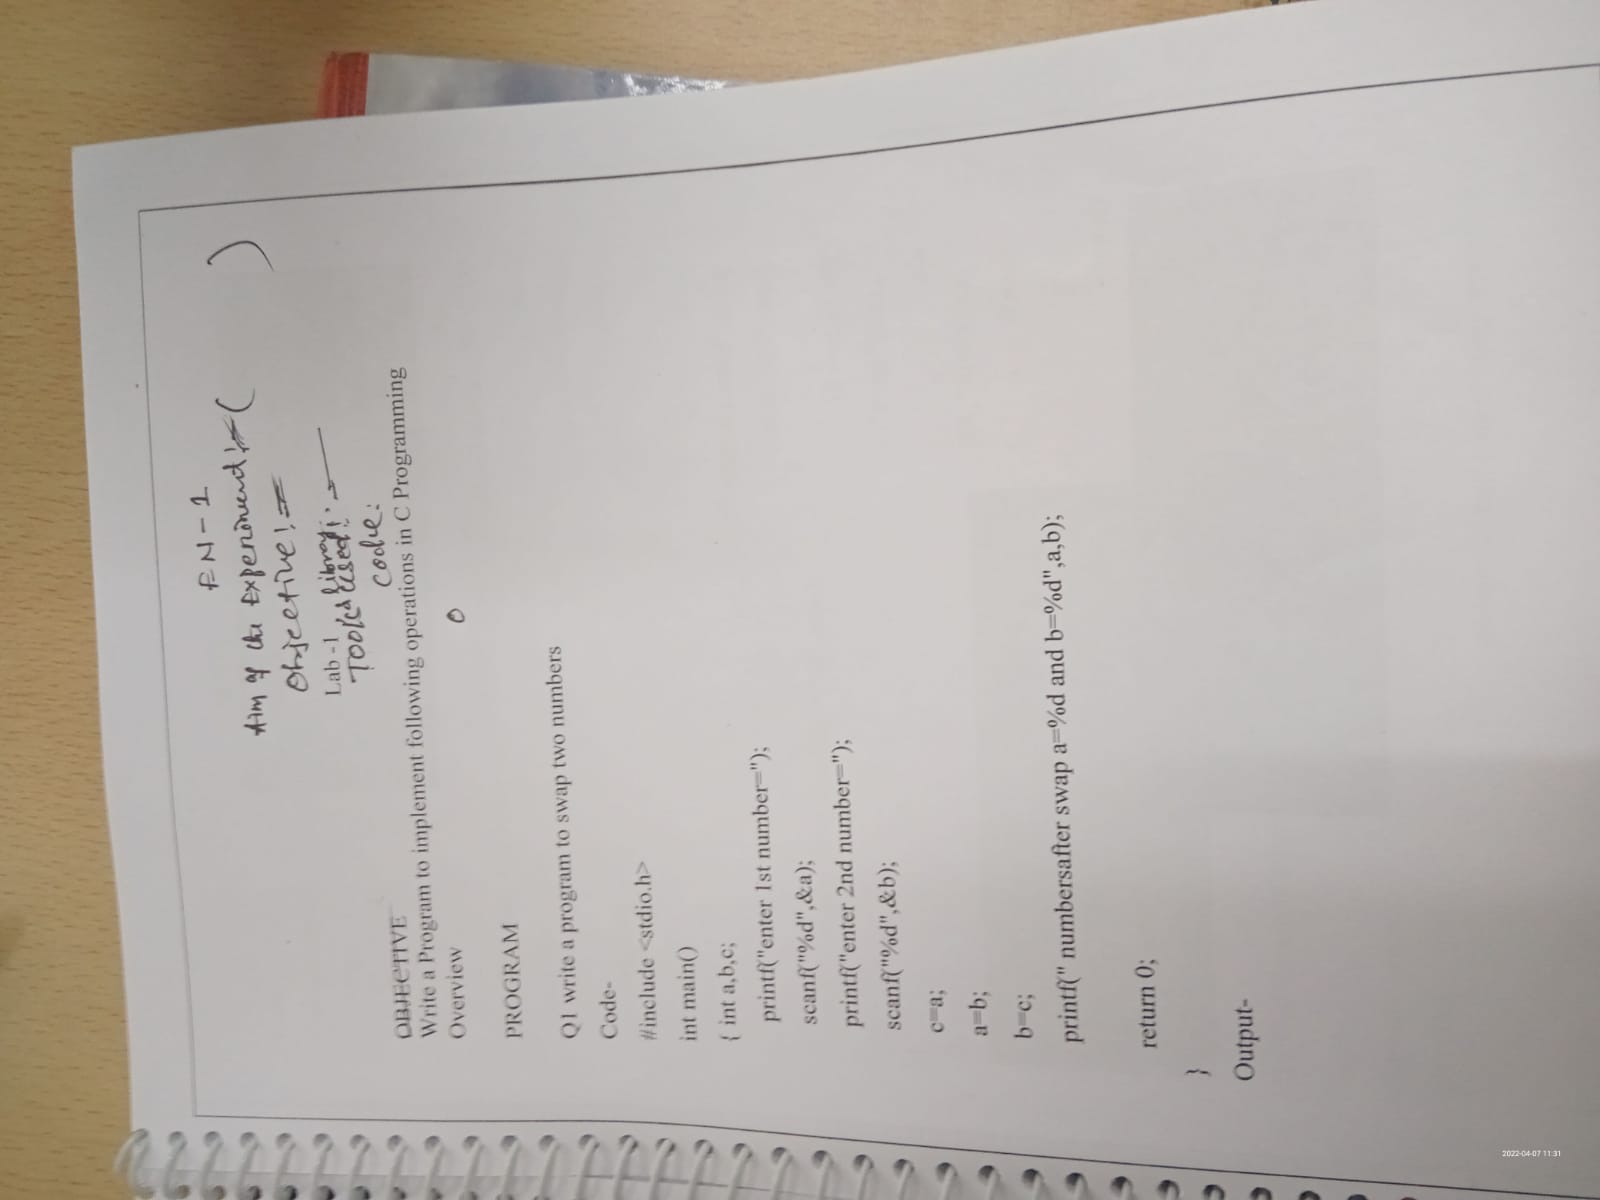 EN-1
Aim of the Experiment:- ( )
Objective:-
Lab -1
library:-
Tools used:
code:
OBJECTIVE
Write a Program to implement following operations in C Programming
Overview
O
PROGRAM
Q1 write a program to swap two numbers
Code-
#include <stdio.h>
int main()
{ int a,b,c;
printf("enter 1st number=");
scanf("%d",&a);
printf("enter 2nd number=");
scanf("%d",&b);
c=a;
a=b;
b=c;
printf(" numbersafter swap a=%d and b=%d",a,b);
return 0;
}
Output-
2022-04-07 11:31